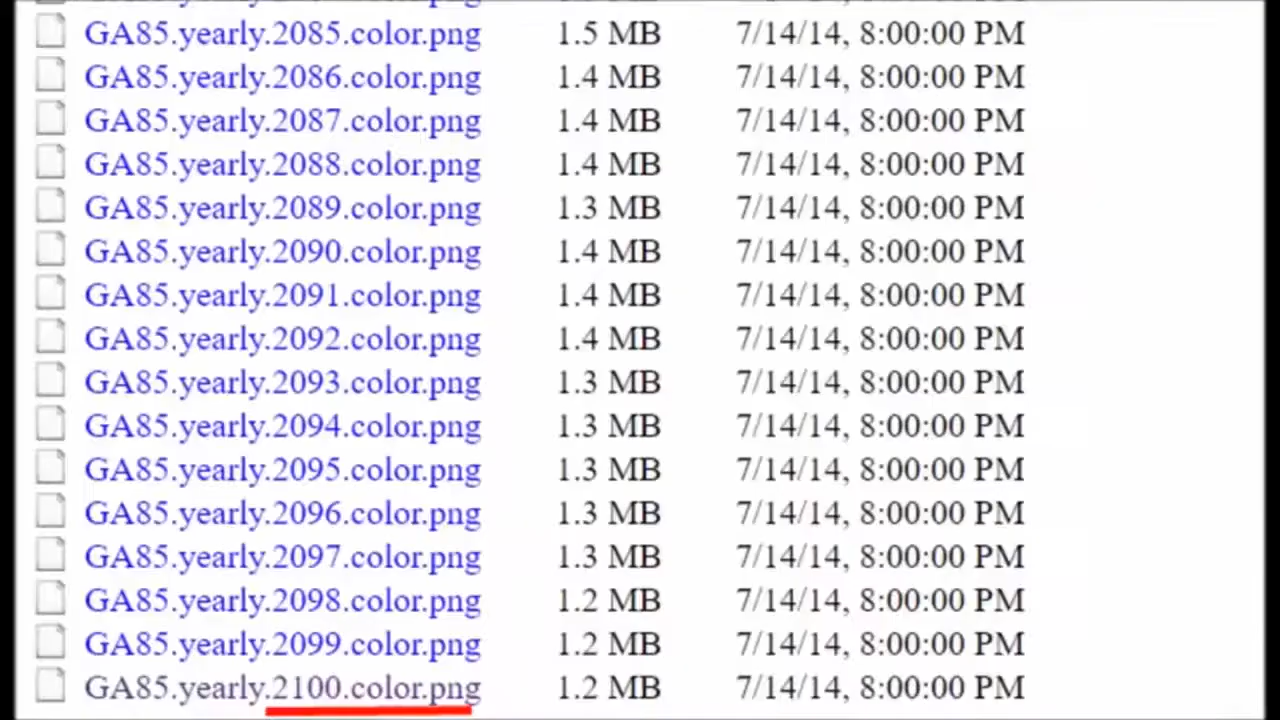 GA85.yearly.2085.color.png 1.5 MB 7/14/14, 8:00:00 PM
GA85.yearly.2086.color.png 1.4 MB 7/14/14, 8:00:00 PM
GA85.yearly.2087.color.png 1.4 MB 7/14/14, 8:00:00 PM
GA85.yearly.2088.color.png 1.4 MB 7/14/14, 8:00:00 PM
GA85.yearly.2089.color.png 1.3 MB 7/14/14, 8:00:00 PM
GA85.yearly.2090.color.png 1.4 MB 7/14/14, 8:00:00 PM
GA85.yearly.2091.color.png 1.4 MB 7/14/14, 8:00:00 PM
GA85.yearly.2092.color.png 1.4 MB 7/14/14, 8:00:00 PM
GA85.yearly.2093.color.png 1.3 MB 7/14/14, 8:00:00 PM
GA85.yearly.2094.color.png 1.3 MB 7/14/14, 8:00:00 PM
GA85.yearly.2095.color.png 1.3 MB 7/14/14, 8:00:00 PM
GA85.yearly.2096.color.png 1.3 MB 7/14/14, 8:00:00 PM
GA85.yearly.2097.color.png 1.3 MB 7/14/14, 8:00:00 PM
GA85.yearly.2098.color.png 1.2 MB 7/14/14, 8:00:00 PM
GA85.yearly.2099.color.png 1.2 MB 7/14/14, 8:00:00 PM
GA85.yearly.2100.color.png 1.2 MB 7/14/14, 8:00:00 PM